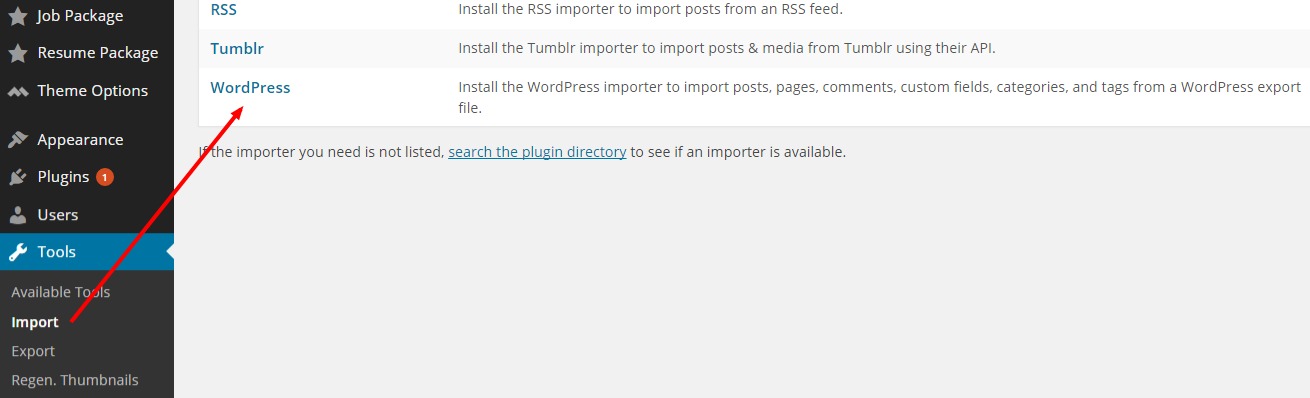 Job Package
Resume Package
Theme Options
Appearance
Plugins 1
Users
Tools
Available Tools
Import
Export
Regen. Thumbnails
RSS
Install the RSS importer to import posts from an RSS feed.
Tumblr
Install the Tumblr importer to import posts & media from Tumblr using their API.
WordPress
Install the WordPress importer to import posts, pages, comments, custom fields, categories, and tags from a WordPress export
file.
If the importer you need is not listed, search the plugin directory to see if an importer is available.